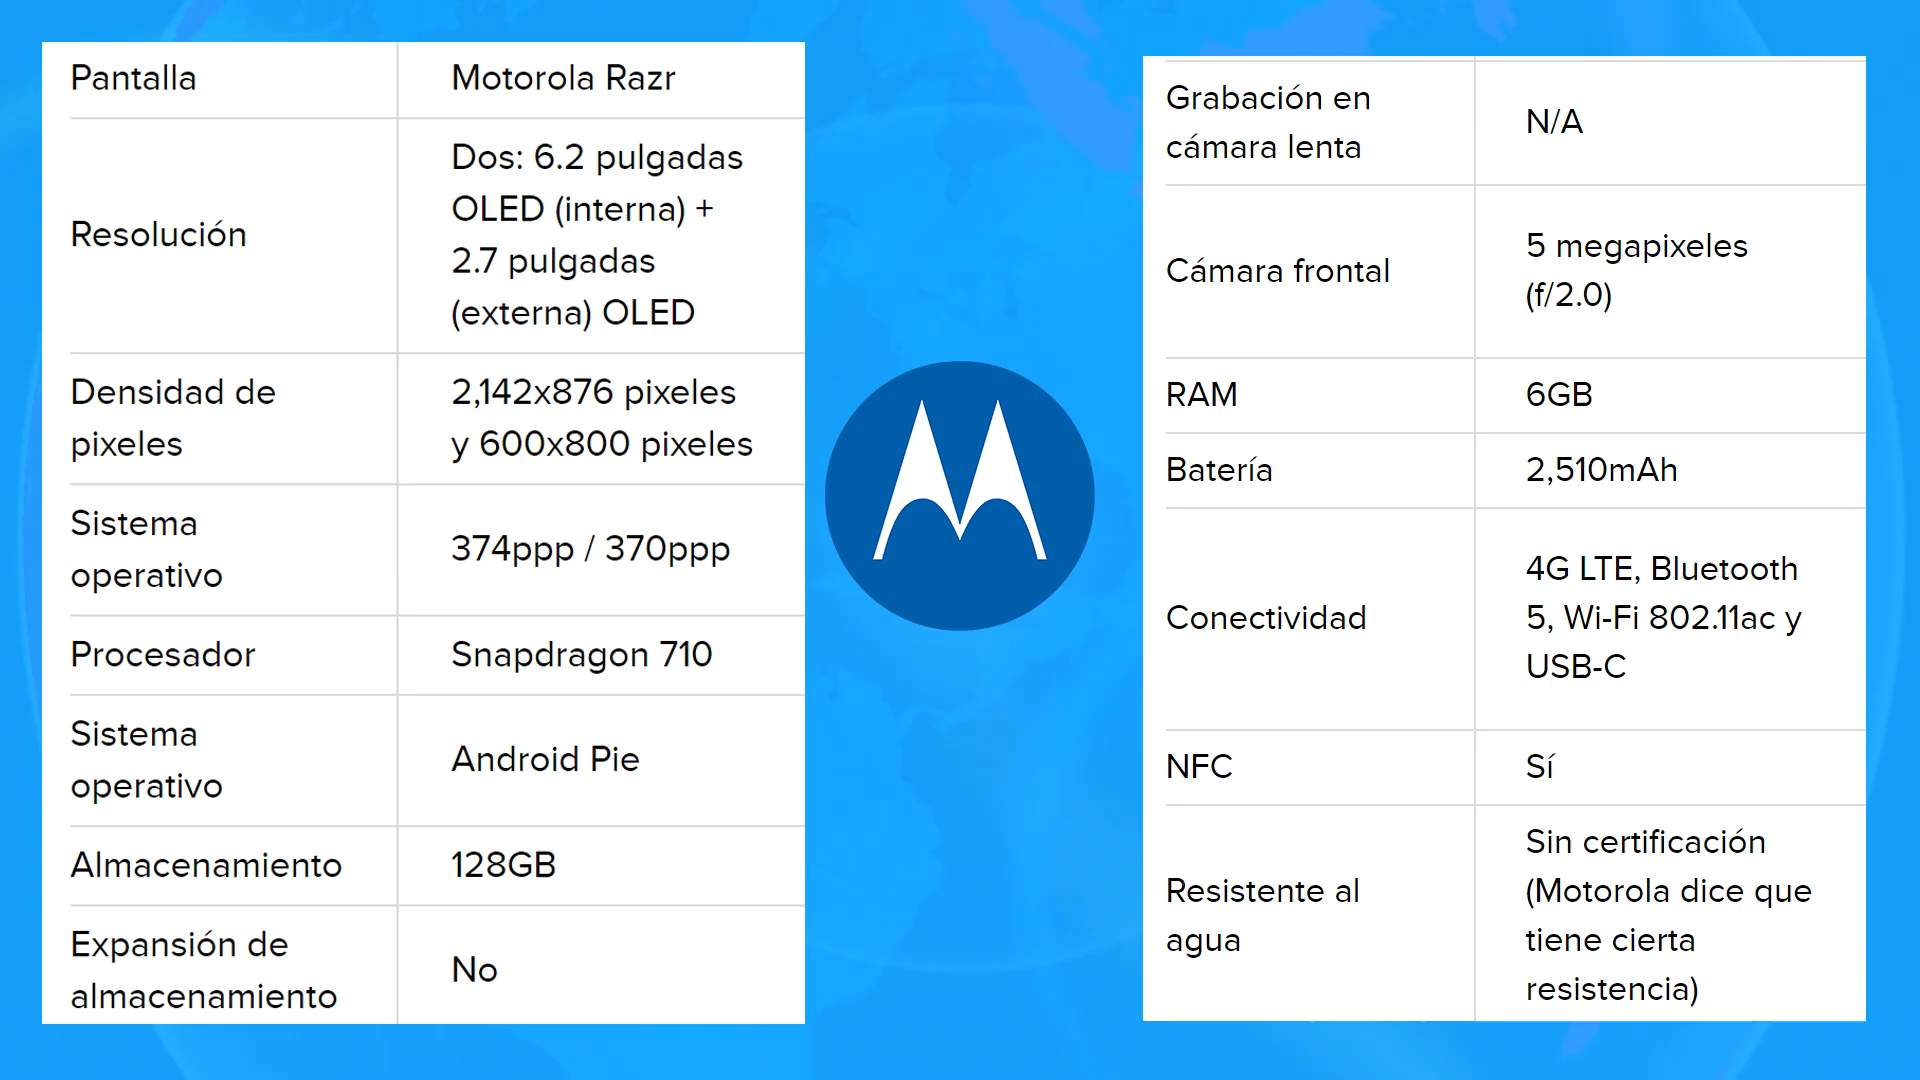 Pantalla
Motorola Razr
Resolución
Dos: 6.2 pulgadas
OLED (interna) +
2.7 pulgadas
(externa) OLED
Densidad de
pixeles
2,142x876 pixeles
y 600x800 pixeles
Sistema
operativo
374ppp / 370ppp
Procesador
Snapdragon 710
Sistema
operativo
Android Pie
Almacenamiento
128GB
Expansión de
almacenamiento
No
Grabación en
cámara lenta
N/A
Cámara frontal
5 megapixeles
(f/2.0)
RAM
6GB
Batería
2,510mAh
Conectividad
4G LTE, Bluetooth
5, Wi-Fi 802.11ac y
USB-C
NFC
Sí
Resistente al
agua
Sin certificación
(Motorola dice que
tiene cierta
resistencia)